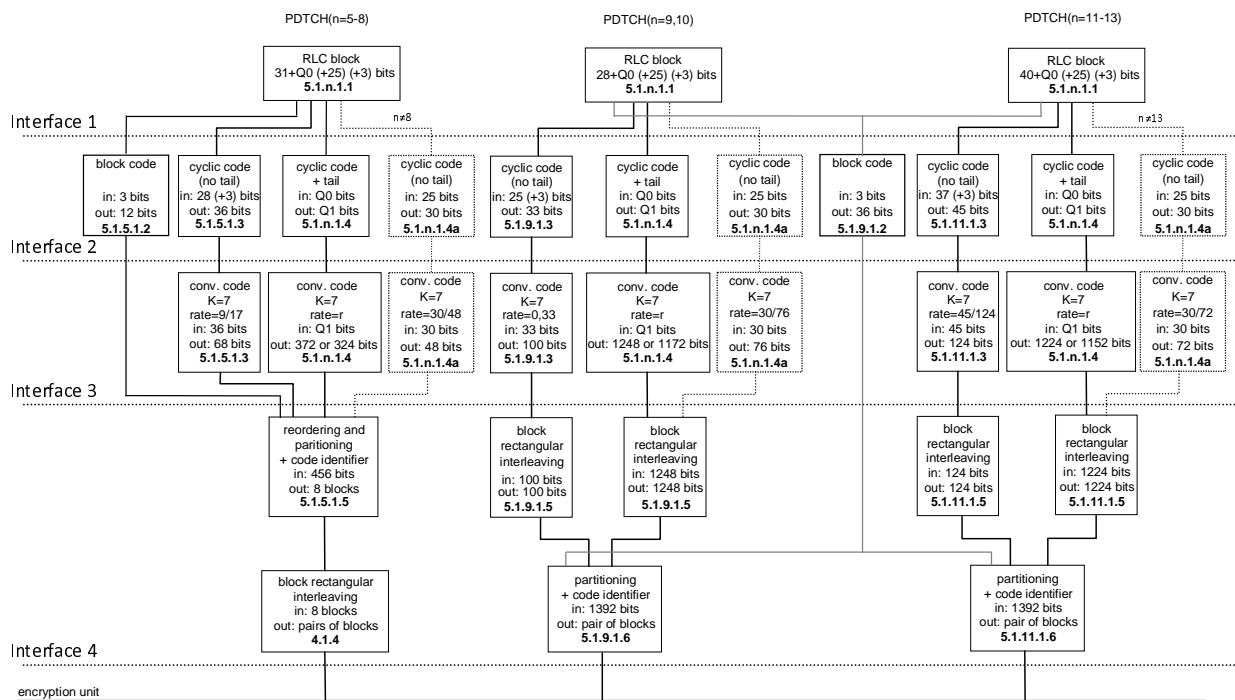 PDTCH(n=5-8)
PDTCH(n=9,10)
PDTCH(n=11-13)
RLC block
31+Q0 (+25) (+3) bits
5.1.n.1.1
RLC block
28+Q0 (+25) (+3) bits
5.1.n.1.1
RLC block
40+Q0 (+25) (+3) bits
5.1.n.1.1
Interface 1
n≠8
n≠13
block code
in: 3 bits
out: 12 bits
5.1.5.1.2
cyclic code
(no tail)
in: 28 (+3) bits
out: 36 bits
5.1.5.1.3
cyclic code
+ tail
in: Q0 bits
out: Q1 bits
5.1.n.1.4
cyclic code
(no tail)
in: 25 bits
out: 30 bits
5.1.n.1.4a
cyclic code
(no tail)
in: 25 (+3) bits
out: 33 bits
5.1.9.1.3
cyclic code
+ tail
in: Q0 bits
out: Q1 bits
5.1.n.1.4
cyclic code
(no tail)
in: 25 bits
out: 30 bits
5.1.n.1.4a
block code
in: 3 bits
out: 36 bits
5.1.9.1.2
cyclic code
(no tail)
in: 37 (+3) bits
out: 45 bits
5.1.11.1.3
cyclic code
+ tail
in: Q0 bits
out: Q1 bits
5.1.n.1.4
cyclic code
(no tail)
in: 25 bits
out: 30 bits
5.1.n.1.4a
Interface 2
conv. code
K=7
rate=9/17
in: 36 bits
out: 68 bits
5.1.5.1.3
conv. code
K=7
rate=r
in: Q1 bits
out: 372 or 324 bits
5.1.n.1.4
conv. code
K=7
rate=30/48
in: 30 bits
out: 48 bits
5.1.n.1.4a
conv. code
K=7
rate=0,33
in: 33 bits
out: 100 bits
5.1.9.1.3
conv. code
K=7
rate=r
in: Q1 bits
out: 1248 or 1172 bits
5.1.n.1.4
conv. code
K=7
rate=30/76
in: 30 bits
out: 76 bits
5.1.n.1.4a
conv. code
K=7
rate=45/124
in: 45 bits
out: 124 bits
5.1.11.1.3
conv. code
K=7
rate=r
in: Q1 bits
out: 1224 or 1152 bits
5.1.n.1.4
conv. code
K=7
rate=30/72
in: 30 bits
out: 72 bits
5.1.n.1.4a
Interface 3
reordering and
paritioning
+ code identifier
in: 456 bits
out: 8 blocks
5.1.5.1.5
block
rectangular
interleaving
in: 100 bits
out: 100 bits
5.1.9.1.5
block
rectangular
interleaving
in: 1248 bits
out: 1248 bits
5.1.9.1.5
block
rectangular
interleaving
in: 124 bits
out: 124 bits
5.1.11.1.5
block
rectangular
interleaving
in: 1224 bits
out: 1224 bits
5.1.11.1.5
block rectangular
interleaving
in: 8 blocks
out: pairs of blocks
4.1.4
partitioning
+ code identifier
in: 1392 bits
out: pair of blocks
5.1.9.1.6
partitioning
+ code identifier
in: 1392 bits
out: pair of blocks
5.1.11.1.6
Interface 4
encryption unit